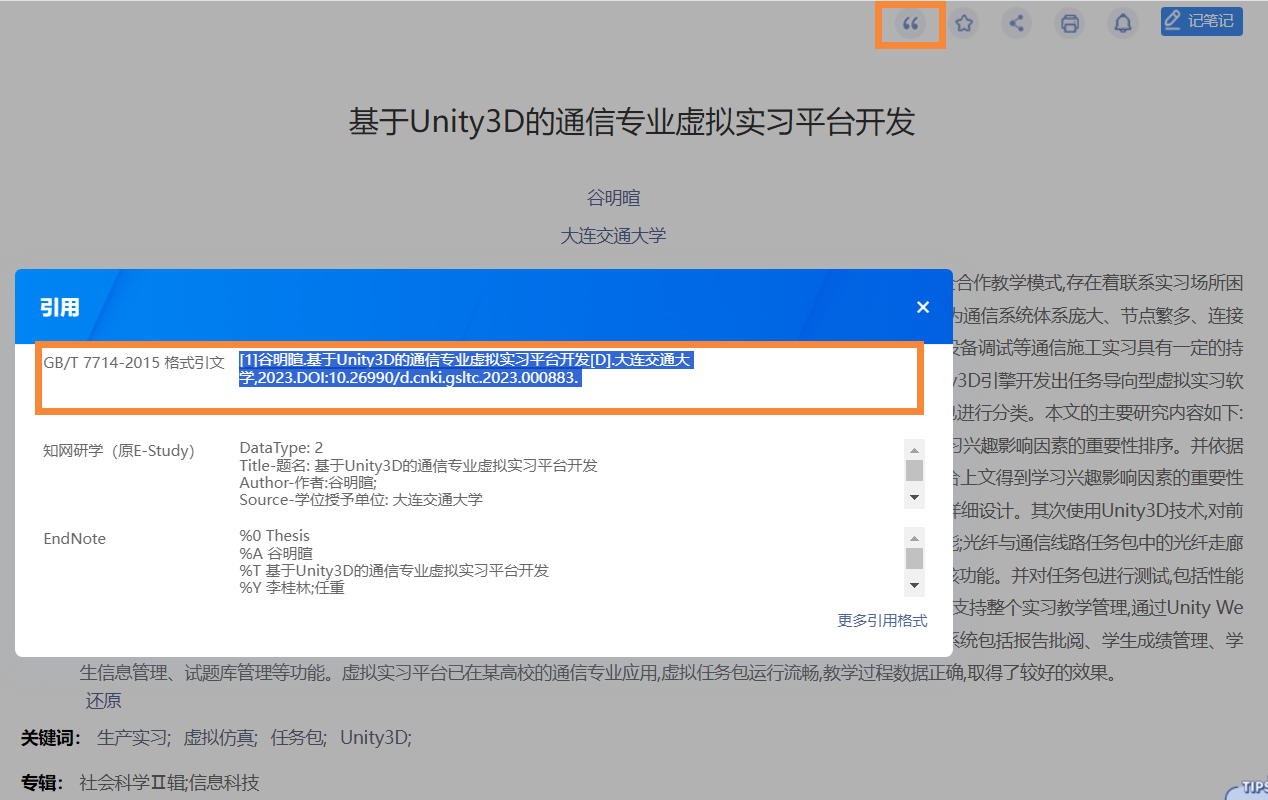 记笔记
基于Unity3D的通信专业虚拟实习平台开发
谷明暄
大连交通大学
合作教学模式,存在着联系实习场所困
为通信系统体系庞大、节点繁多、连接
设备调试等通信施工实习具有一定的持
y3D引擎开发出任务导向型虚拟实习软
进行分类。本文的主要研究内容如下:
习兴趣影响因素的重要性排序。并依据
合上文得到学习兴趣影响因素的重要性
详细设计。其次使用Unity3D技术,对前
能;光纤与通信线路任务包中的光纤走廊
核功能。并对任务包进行测试,包括性能
支持整个实习教学管理,通过Unity We
系统包括报告批阅、学生成绩管理、学
生信息管理、试题库管理等功能。虚拟实习平台已在某高校的通信专业应用,虚拟任务包运行流畅,教学过程数据正确,取得了较好的效果。
还原
引用
×
GB/T 7714-2015 格式引文
[1]谷明暄.基于Unity3D的通信专业虚拟实习平台开发[D].大连交通大
学,2023.DOI:10.26990/d.cnki.gsltc.2023.000883.
知网研学（原E-Study）
DataType: 2
Title-题名: 基于Unity3D的通信专业虚拟实习平台开发
Author-作者:谷明暄;
Source-学位授予单位: 大连交通大学
EndNote
%0 Thesis
%A 谷明暄
%T 基于Unity3D的通信专业虚拟实习平台开发
%Y 李桂林;任重
更多引用格式
关键词： 生产实习; 虚拟仿真; 任务包; Unity3D;
专辑： 社会科学Ⅱ辑;信息科技
TIPS